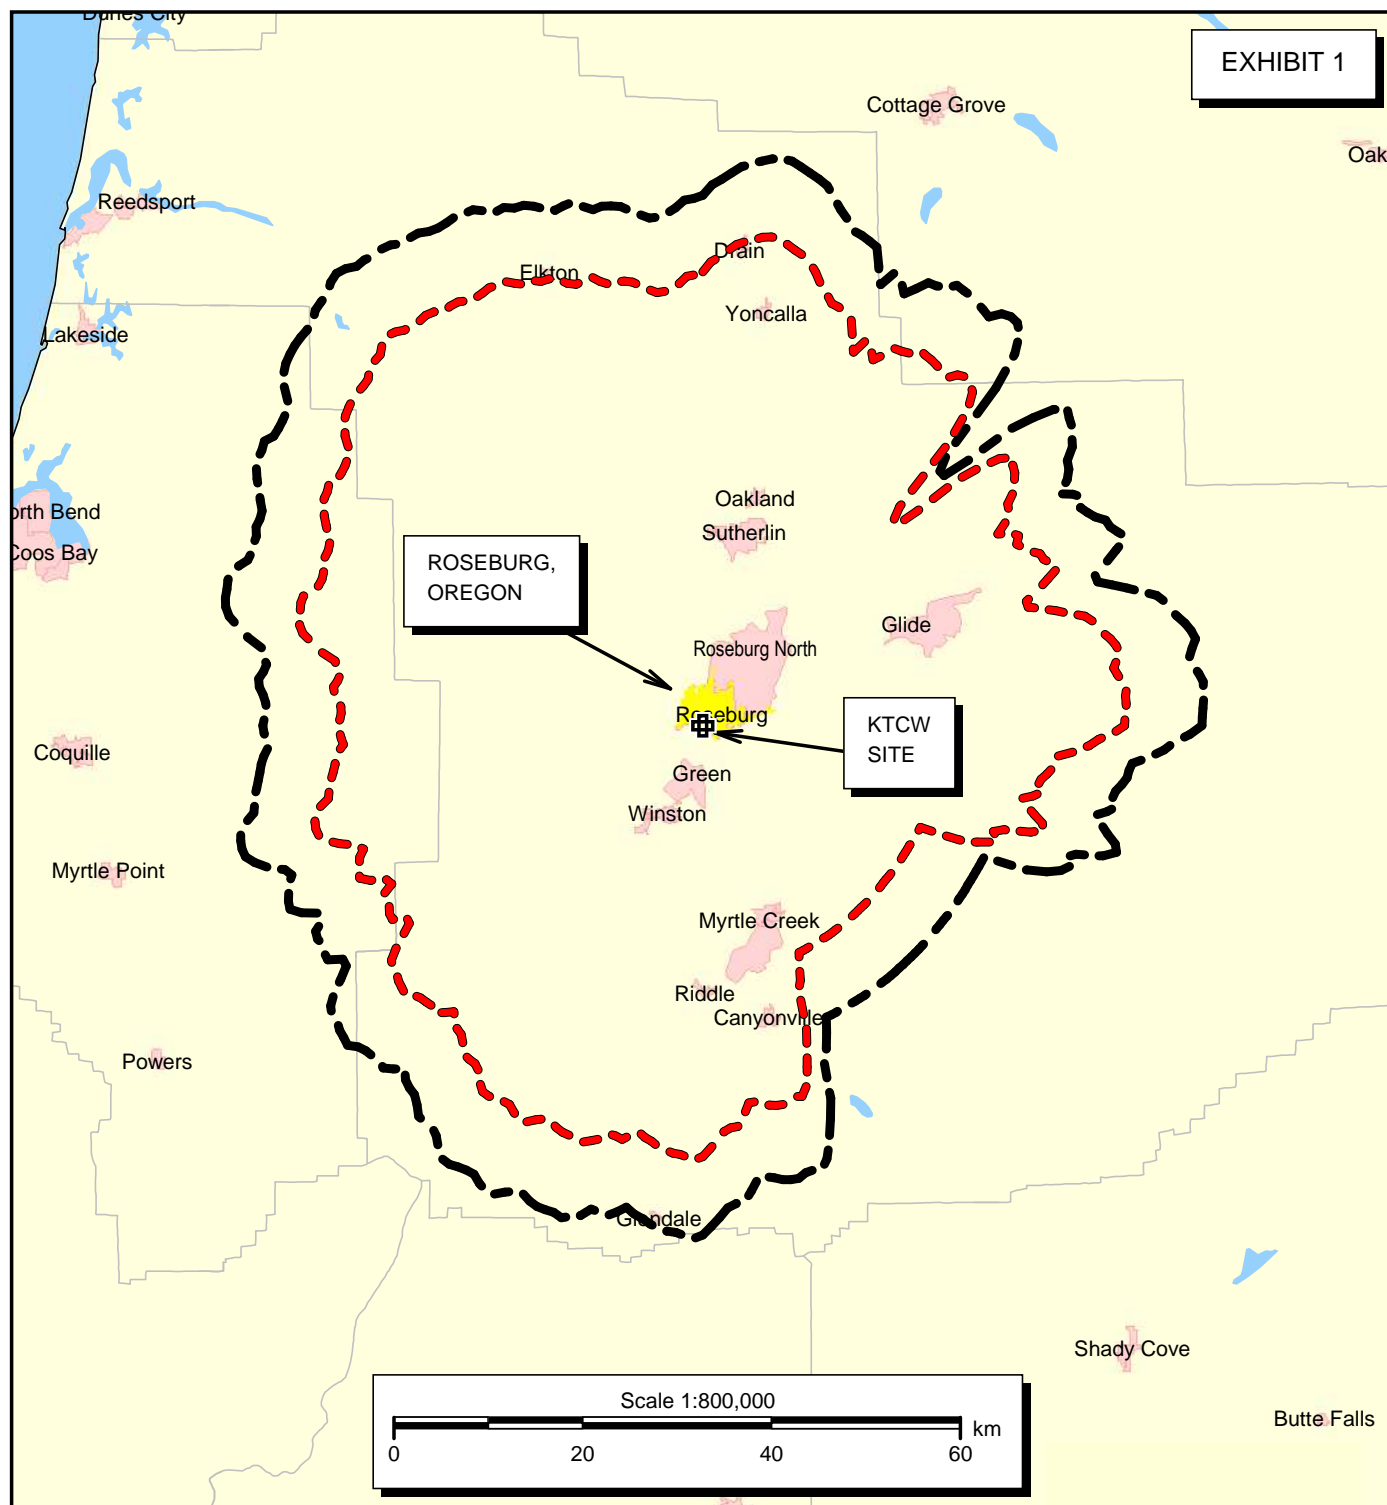 Dunes City
EXHIBIT 1
Cottage Grove
Oak
Reedsport
Drain
Elkton
Yoncalla
Lakeside
Oakland
orth Bend
Sutherlin
Coos Bay
ROSEBURG,
OREGON
Glide
Roseburg North
Roseburg
KTCW
SITE
Coquille
Green
Winston
Myrtle Point
Myrtle Creek
Riddle
Canyonville
Powers
Glendale
Shady Cove
Scale 1:800,000
km
0 20 40 60
Butte Falls